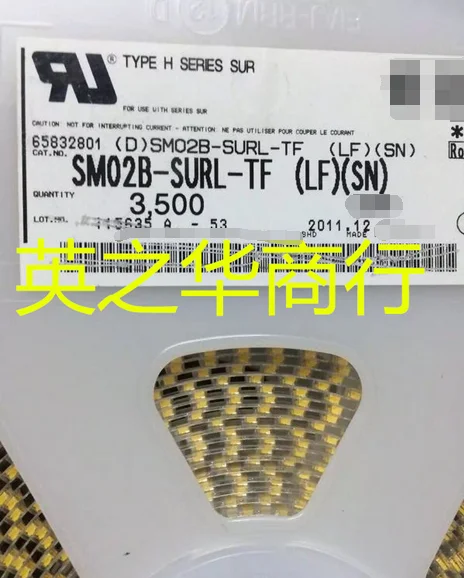 TYPE H SERIES SUR
FOR USE WITH SERIES SUR
CAUTION: NOT FOR INTERRUPTING CURRENT - ATTENTION: NE PAS UTILISER POUR COUPER LE COURANT
65832801 (D)SM02B-SURL-TF (LF)(SN)
CAT.NO.
SM02B-SURL-TF (LF)(SN)
QUANTITY
3,500
LOT.NO. A - 53 2011.12
MADE
英之华商行